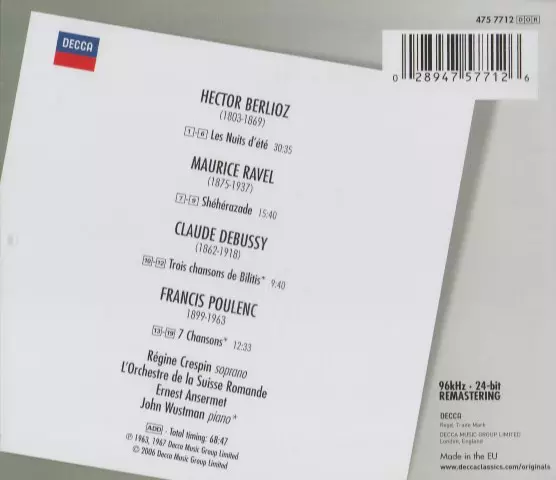 475 7712 DDR
DECCA
0 28947 57712 6
HECTOR BERLIOZ
(1803-1869)
1-6 Les Nuits d'été 30:35
MAURICE RAVEL
(1875-1937)
7-9 Shéhérazade 15:40
CLAUDE DEBUSSY
(1862-1918)
10-12 Trois chansons de Bilitis* 9:40
FRANCIS POULENC
1899-1963
13-19 7 Chansons* 12:33
Régine Crespin soprano
L'Orchestre de la Suisse Romande
Ernest Ansermet
John Wustman piano*
ADD Total timing: 68:47
℗ 1963, 1967 Decca Music Group Limited
© 2006 Decca Music Group Limited
96kHz · 24-bit
REMASTERING
DECCA
Regd. Trade Mark
DECCA MUSIC GROUP LIMITED
London, England
Made in the EU
www.deccaclassics.com/originals